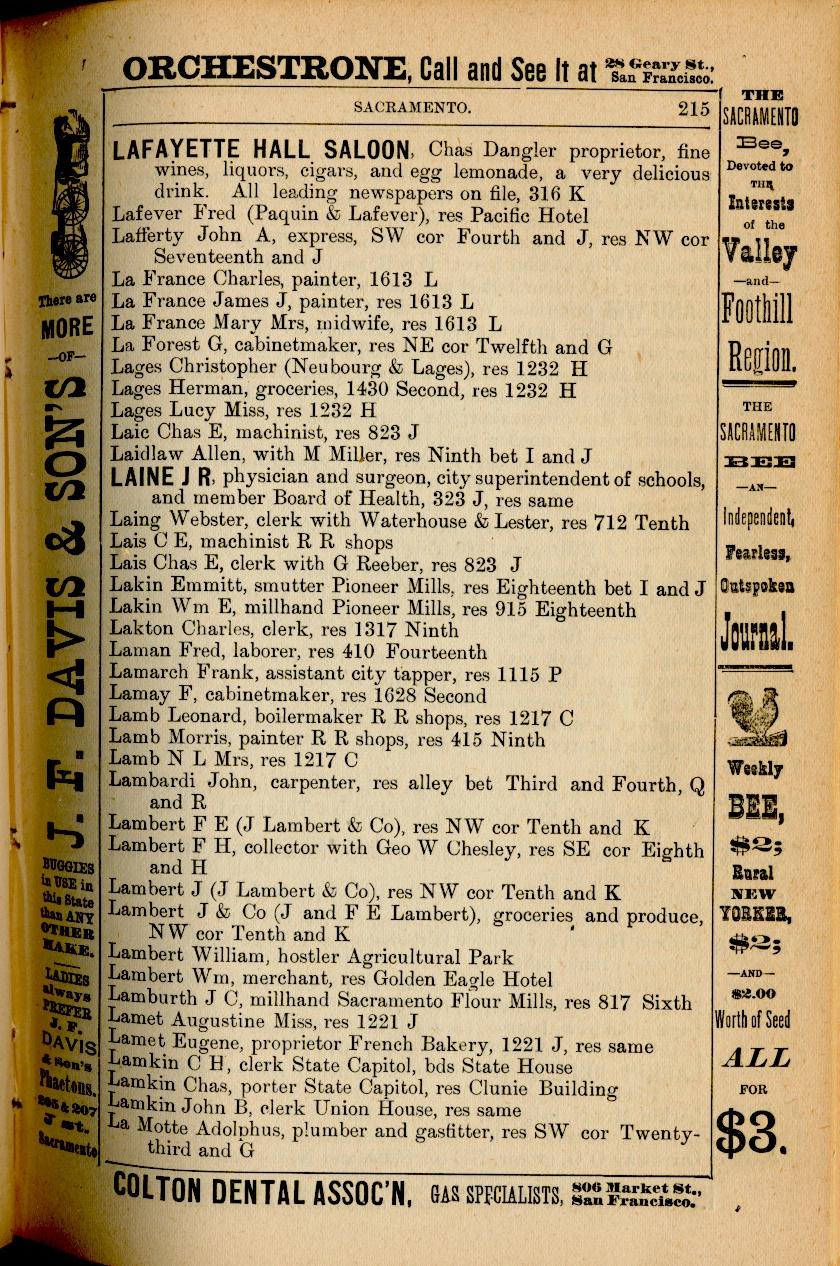 ORCHESTRONE, Call and See It at 28 Geary St., San Francisco.
SACRAMENTO. 215
LAFAYETTE HALL SALOON, Chas Dangler proprietor, fine
wines, liquors, cigars, and egg lemonade, a very delicious
drink. All leading newspapers on file, 316 K
Lafever Fred (Paquin & Lafever), res Pacific Hotel
Lafferty John A, express, SW cor Fourth and J, res NW cor
Seventeenth and J
La France Charles, painter, 1613 L
La France James J, painter, res 1613 L
La France Mary Mrs, midwife, res 1613 L
La Forest G, cabinetmaker, res NE cor Twelfth and G
Lages Christopher (Neubourg & Lages), res 1232 H
Lages Herman, groceries, 1430 Second, res 1232 H
Lages Lucy Miss, res 1232 H
Laic Chas E, machinist, res 823 J
Laidlaw Allen, with M Miller, res Ninth bet I and J
LAINE J R, physician and surgeon, city superintendent of schools,
and member Board of Health, 323 J, res same
Laing Webster, clerk with Waterhouse & Lester, res 712 Tenth
Lais C E, machinist R R shops
Lais Chas E, clerk with G Reeber, res 823 J
Lakin Emmitt, smutter Pioneer Mills, res Eighteenth bet I and J
Lakin Wm E, millhand Pioneer Mills, res 915 Eighteenth
Lakton Charles, clerk, res 1317 Ninth
Laman Fred, laborer, res 410 Fourteenth
Lamarch Frank, assistant city tapper, res 1115 P
Lamay F, cabinetmaker, res 1628 Second
Lamb Leonard, boilermaker R R shops, res 1217 C
Lamb Morris, painter R R shops, res 415 Ninth
Lamb N L Mrs, res 1217 C
Lambardi John, carpenter, res alley bet Third and Fourth, Q
and R
Lambert F E (J Lambert & Co), res NW cor Tenth and K
Lambert F H, collector with Geo W Chesley, res SE cor Eighth
and H
Lambert J (J Lambert & Co), res NW cor Tenth and K
Lambert J & Co (J and F E Lambert), groceries and produce,
NW cor Tenth and K
Lambert William, hostler Agricultural Park
Lambert Wm, merchant, res Golden Eagle Hotel
Lamburth J C, millhand Sacramento Flour Mills, res 817 Sixth
Lamet Augustine Miss, res 1221 J
Lamet Eugene, proprietor French Bakery, 1221 J, res same
Lamkin C H, clerk State Capitol, bds State House
Lamkin Chas, porter State Capitol, res Clunie Building
Lamkin John B, clerk Union House, res same
La Motte Adolphus, plumber and gasfitter, res SW cor Twenty-
third and G
There are
MORE
—OF—
J. F. DAVIS & SON'S
BUGGIES
in USE in
this State
than ANY
OTHER
MAKE.
LADIES
always
PREFER
J. F.
DAVIS
& Son's
Phaetons.
205 & 207
J st.
Sacramento
THE
SACRAMENTO
Bee,
Devoted to
THE
Interests
of the
Valley
—and—
Foothill
Region.
THE
SACRAMENTO
BEE
—AN—
Independent,
Fearless,
Outspoken
Journal.
Weekly
BEE,
$2;
Rural
NEW
YORKER,
$2;
—AND—
$2.00
Worth of Seed
ALL
FOR
$3.
COLTON DENTAL ASSOC'N, GAS SPECIALISTS, 806 Market St., San Francisco.